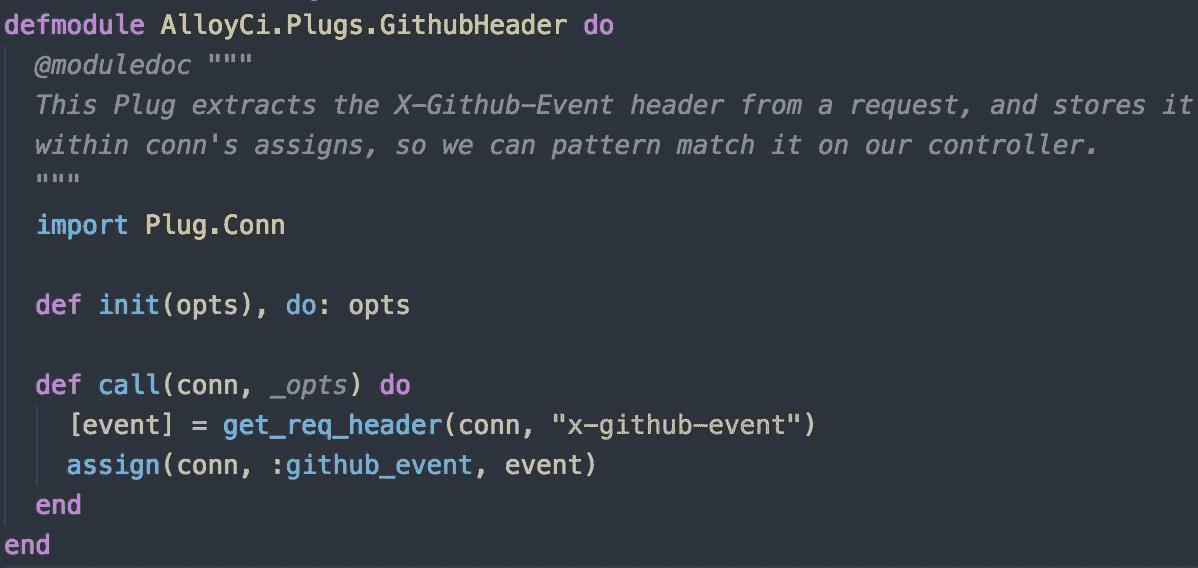 defmodule AlloyCi.Plugs.GithubHeader do
  @moduledoc """
  This Plug extracts the X-Github-Event header from a request, and stores it
  within conn's assigns, so we can pattern match it on our controller.
  """
  import Plug.Conn

  def init(opts), do: opts

  def call(conn, _opts) do
    [event] = get_req_header(conn, "x-github-event")
    assign(conn, :github_event, event)
  end
end